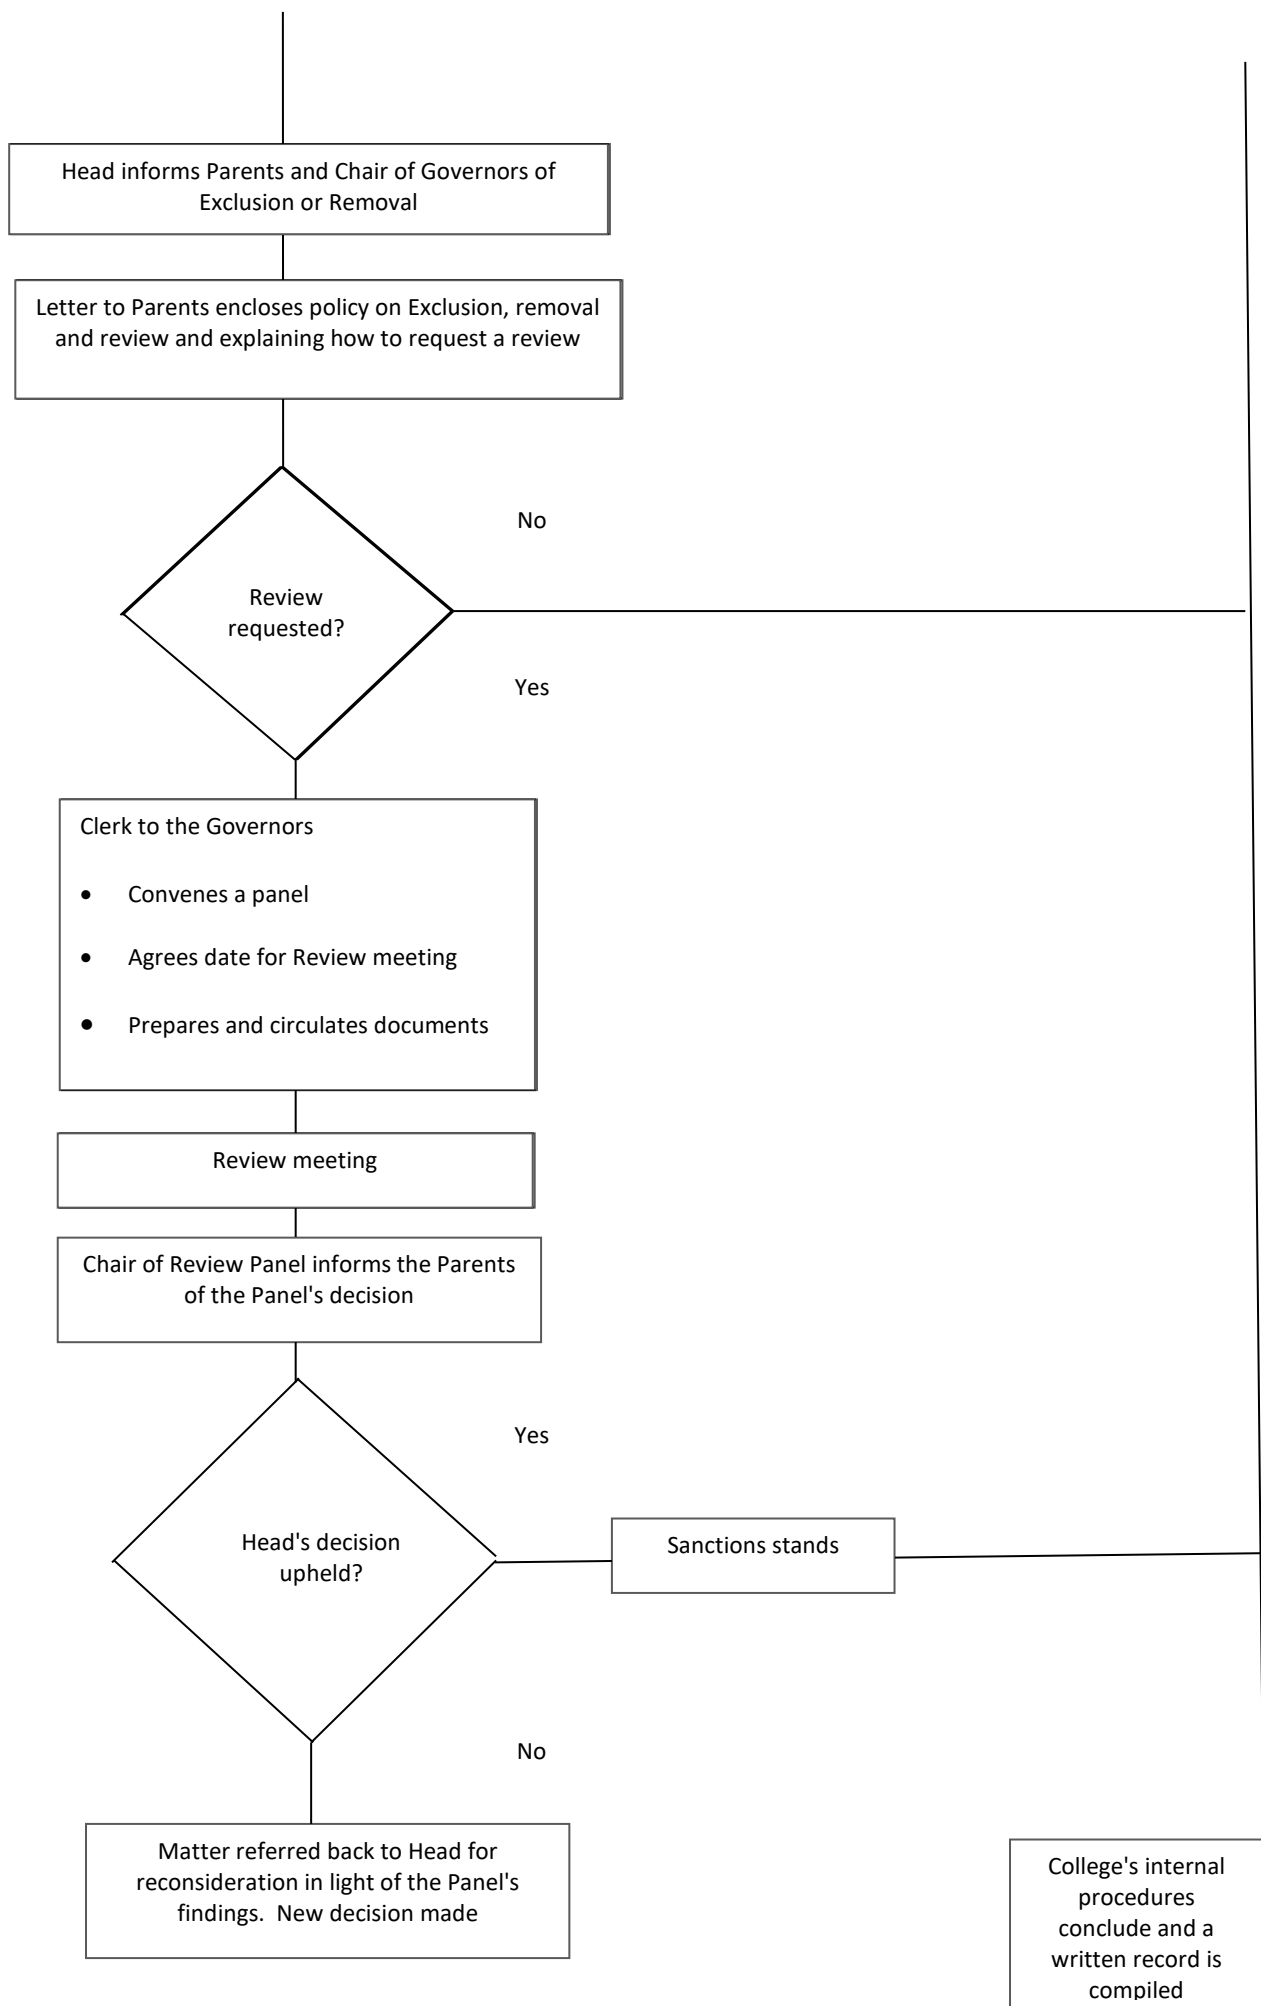 Head informs Parents and Chair of Governors of
Exclusion or Removal
Letter to Parents encloses policy on Exclusion, removal
and review and explaining how to request a review
No
Review
requested?
Yes
Clerk to the Governors
• Convenes a panel
• Agrees date for Review meeting
• Prepares and circulates documents
Review meeting
Chair of Review Panel informs the Parents
of the Panel's decision
Yes
Head's decision
upheld?
Sanctions stands
No
Matter referred back to Head for
reconsideration in light of the Panel's
findings.  New decision made
College's internal
procedures
conclude and a
written record is
compiled